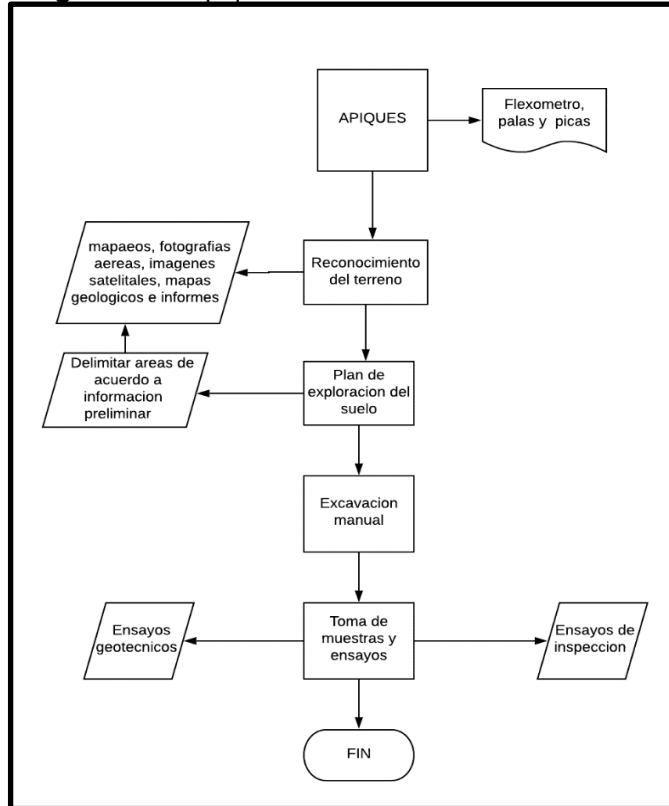 APIQUES
Flexometro,
palas y picas
mapaeos, fotografias
aereas, imagenes
satelitales, mapas
geologicos e informes
Reconocimiento
del terreno
Delimitar areas de
acuerdo a
informacion
preliminar
Plan de
exploracion del
suelo
Excavacion
manual
Ensayos
geotecnicos
Toma de
muestras y
ensayos
Ensayos de
inspeccion
FIN